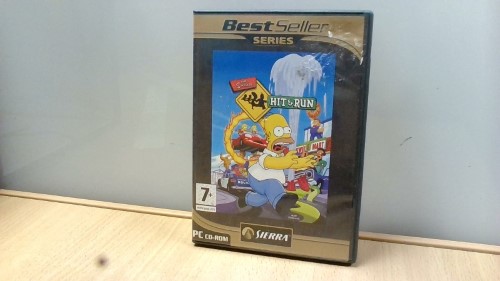 BestSeller
SERIES
HIT & RUN
7+
PC CD-ROM
SIERRA